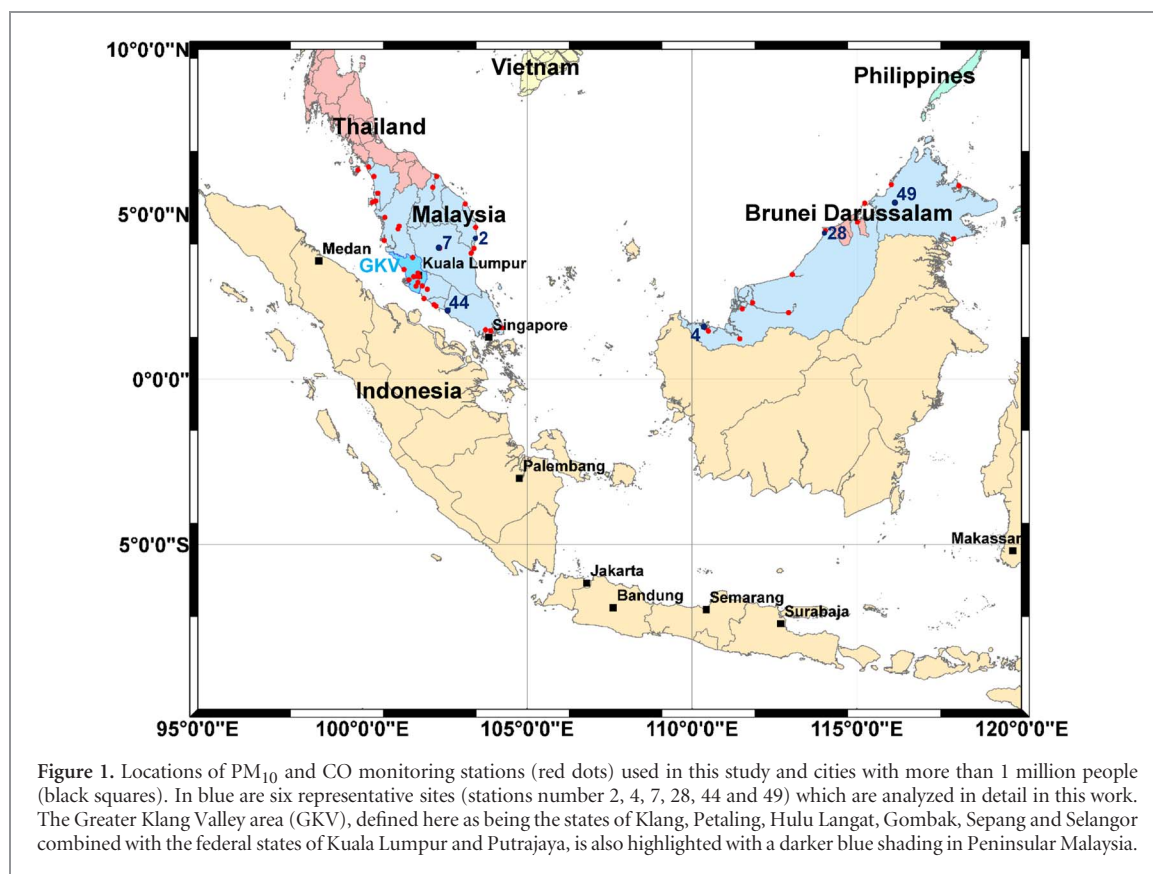 10°0'0"N
Vietnam
Philippines
Thailand
49
5°0'0"N
Malaysia
Brunei Darussalam
2
28
7
Medan
GKV
Kuala Lumpur
44
Singapore
4
0°0'0"
Indonesia
Palembang
5°0'0"S
Makassar
Jakarta
Bandung
Semarang
Surabaja
95°0'0"E
100°0'0"E
105°0'0"E
110°0'0"E
115°0'0"E
120°0'0"E
Figure 1. Locations of PM10 and CO monitoring stations (red dots) used in this study and cities with more than 1 million people
(black squares). In blue are six representative sites (stations number 2, 4, 7, 28, 44 and 49) which are analyzed in detail in this work.
The Greater Klang Valley area (GKV), defined here as being the states of Klang, Petaling, Hulu Langat, Gombak, Sepang and Selangor
combined with the federal states of Kuala Lumpur and Putrajaya, is also highlighted with a darker blue shading in Peninsular Malaysia.